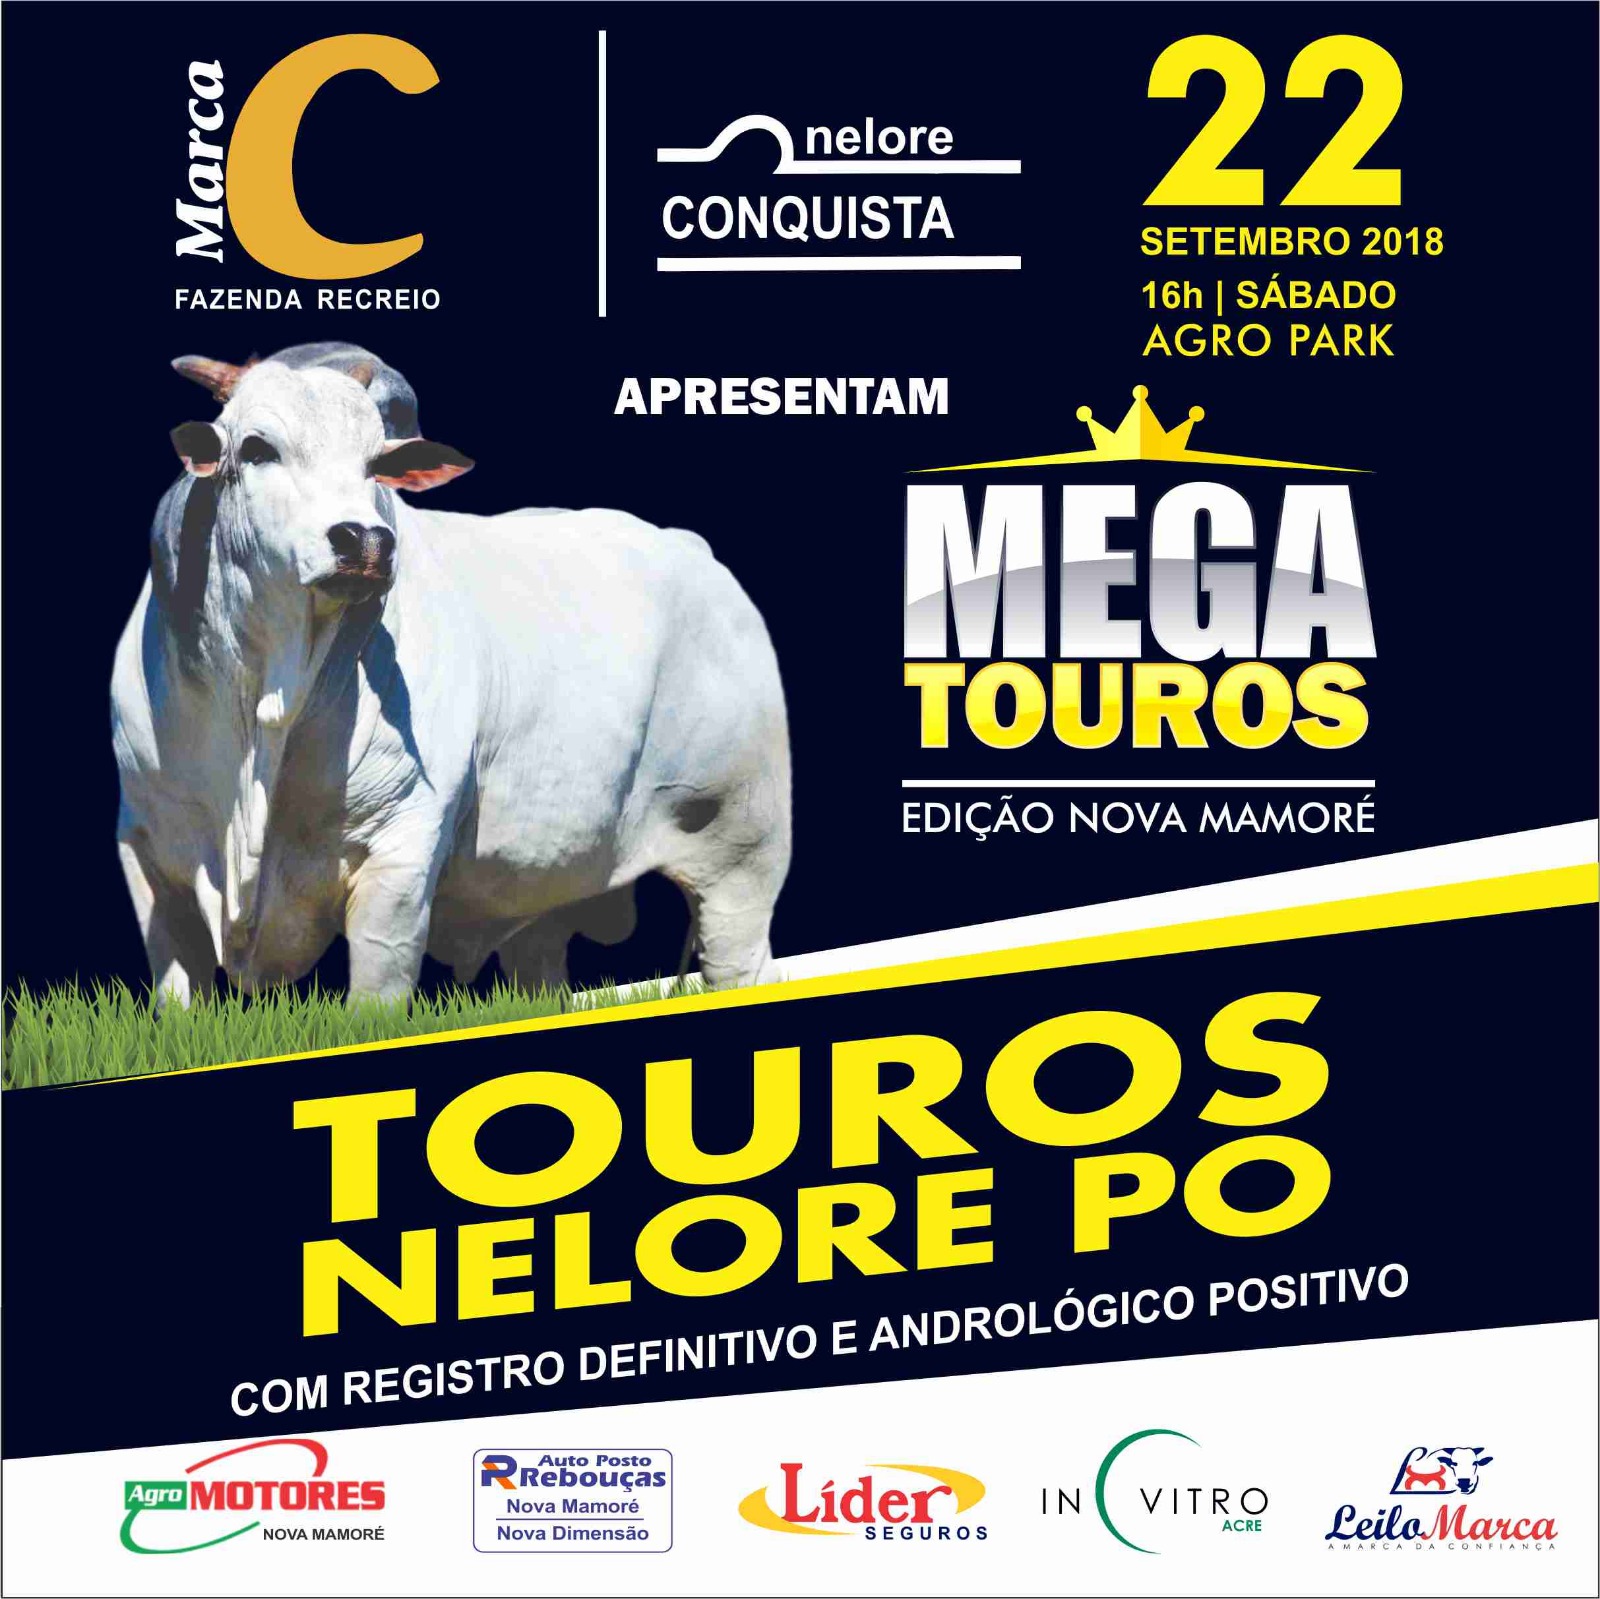 Marca
C
FAZENDA RECREIO
nelore
CONQUISTA
22
SETEMBRO 2018
16h | SÁBADO
AGRO PARK
APRESENTAM
MEGA
TOUROS
EDIÇÃO NOVA MAMORÉ
TOUROS
NELORE PO
COM REGISTRO DEFINITIVO E ANDROLÓGICO POSITIVO
Agro MOTORES
NOVA MAMORÉ
Auto Posto
R Rebouças
Nova Mamoré
Nova Dimensão
Líder
SEGUROS
IN VITRO
ACRE
LeiloMarca
A MARCA DA CONFIANÇA